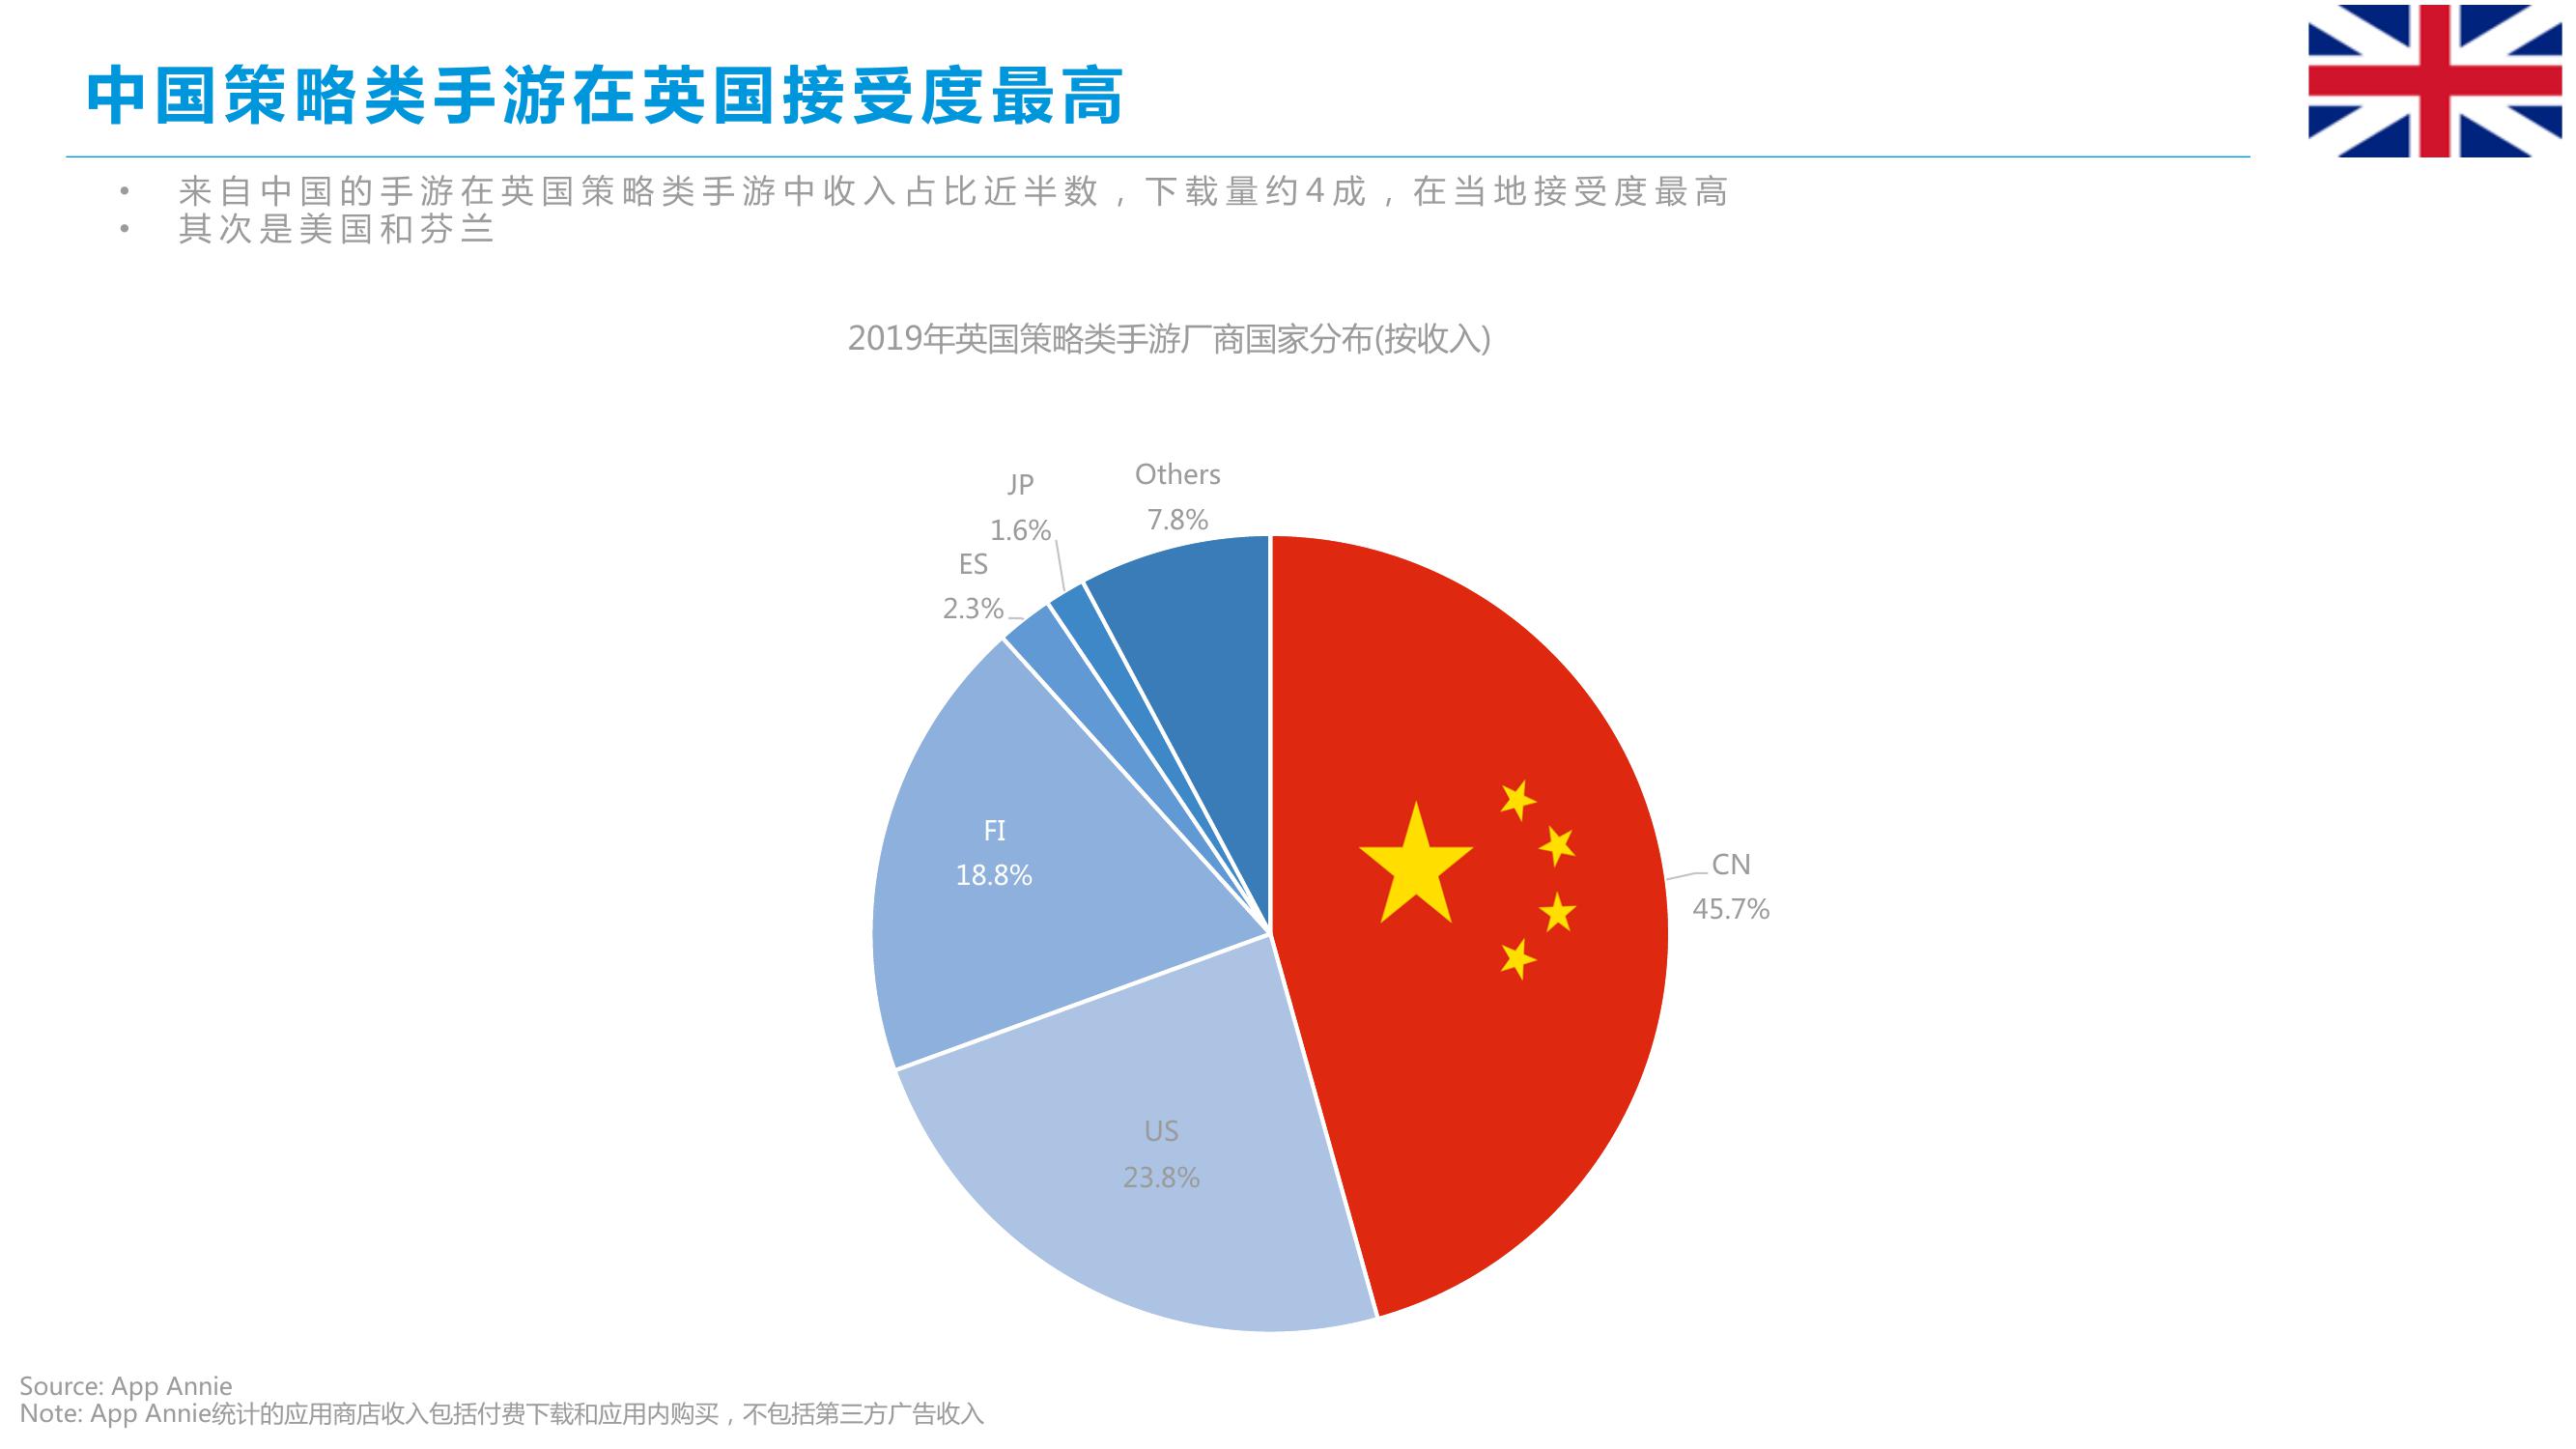 中国策略类手游在英国接受度最高
• 来自中国的手游在英国策略类手游中收入占比近半数，下载量约4成，在当地接受度最高
• 其次是美国和芬兰
2019年英国策略类手游厂商国家分布(按收入)
Others
7.8%
JP
1.6%
ES
2.3%
FI
18.8%
CN
45.7%
US
23.8%
Source: App Annie
Note: App Annie统计的应用商店收入包括付费下载和应用内购买，不包括第三方广告收入